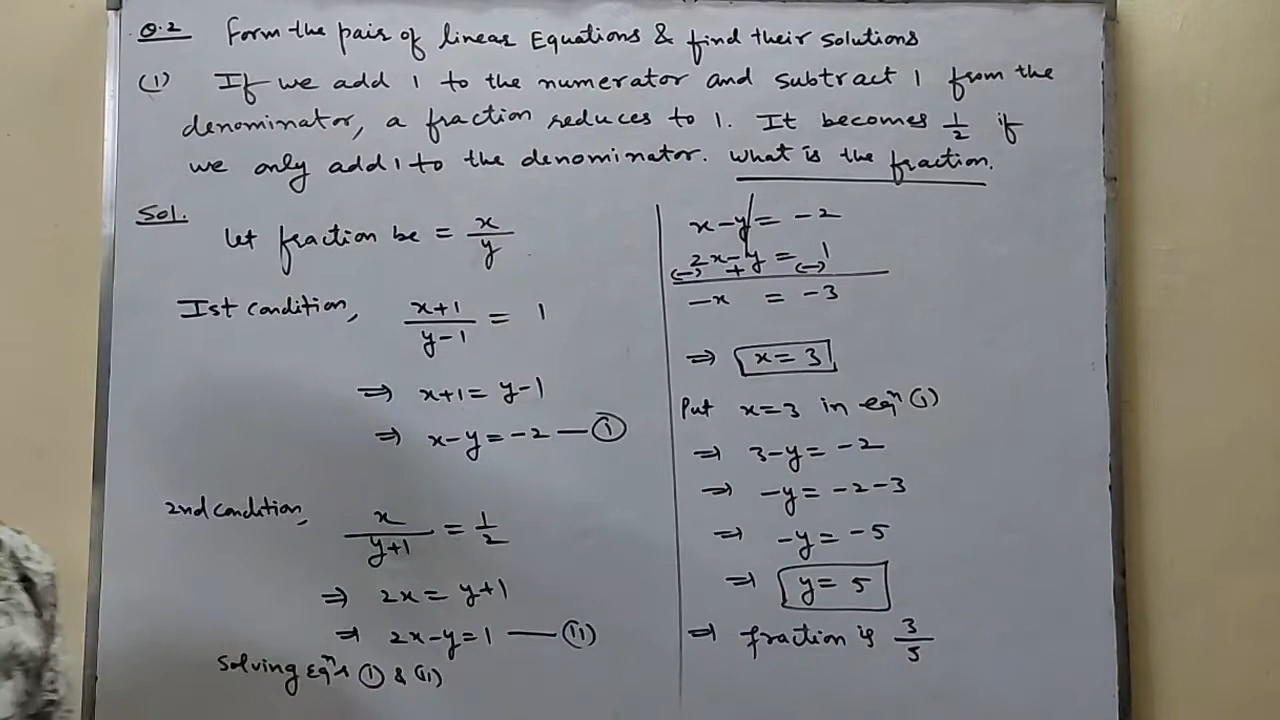 Q.2 Form the pair of linear Equations & find their solutions
(1) If we add 1 to the numerator and subtract 1 from the
denominator, a fraction reduces to 1. It becomes 1/2 if
we only add 1 to the denominator. What is the fraction.
Sol.
Let fraction be = x/y
Ist condition, x+1/y-1 = 1
⇒ x+1 = y-1
⇒ x-y = -2 — (1)
2nd condition, x/y+1 = 1/2
⇒ 2x = y+1
⇒ 2x-y = 1 — (11)
Solving Eqns (1) & (11)
x-y = -2
2x-y = 1
(-) + (-)
-x = -3
⇒ x = 3
Put x=3 in eqn (1)
⇒ 3-y = -2
⇒ -y = -2-3
⇒ -y = -5
⇒ y = 5
⇒ fraction is 3/5